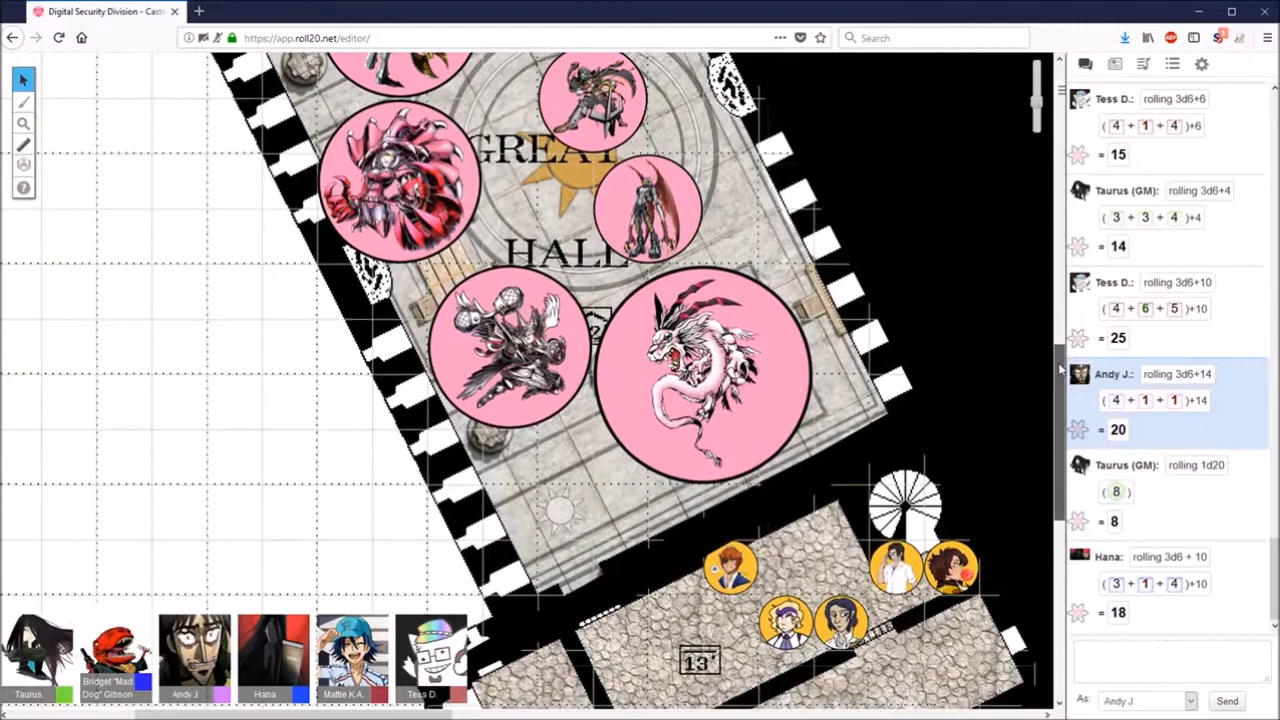 Digital Security Division - Casti
https://app.roll20.net/editor/
Search
GREAT
HALL
13'
Tess D.: rolling 3d6+6
( 4 + 1 + 4 )+6
= 15
Taurus (GM): rolling 3d6+4
( 3 + 3 + 4 )+4
= 14
Tess D.: rolling 3d6+10
( 4 + 6 + 5 )+10
= 25
Andy J.: rolling 3d6+14
( 4 + 1 + 1 )+14
= 20
Taurus (GM): rolling 1d20
( 8 )
= 8
Hana: rolling 3d6 + 10
( 3 + 1 + 4 )+10
= 18
Taurus
Bridget "Mad
Dog" Gibson
Andy J.
Hana
Mattie K.A.
Tess D.
As: Andy J.
Send